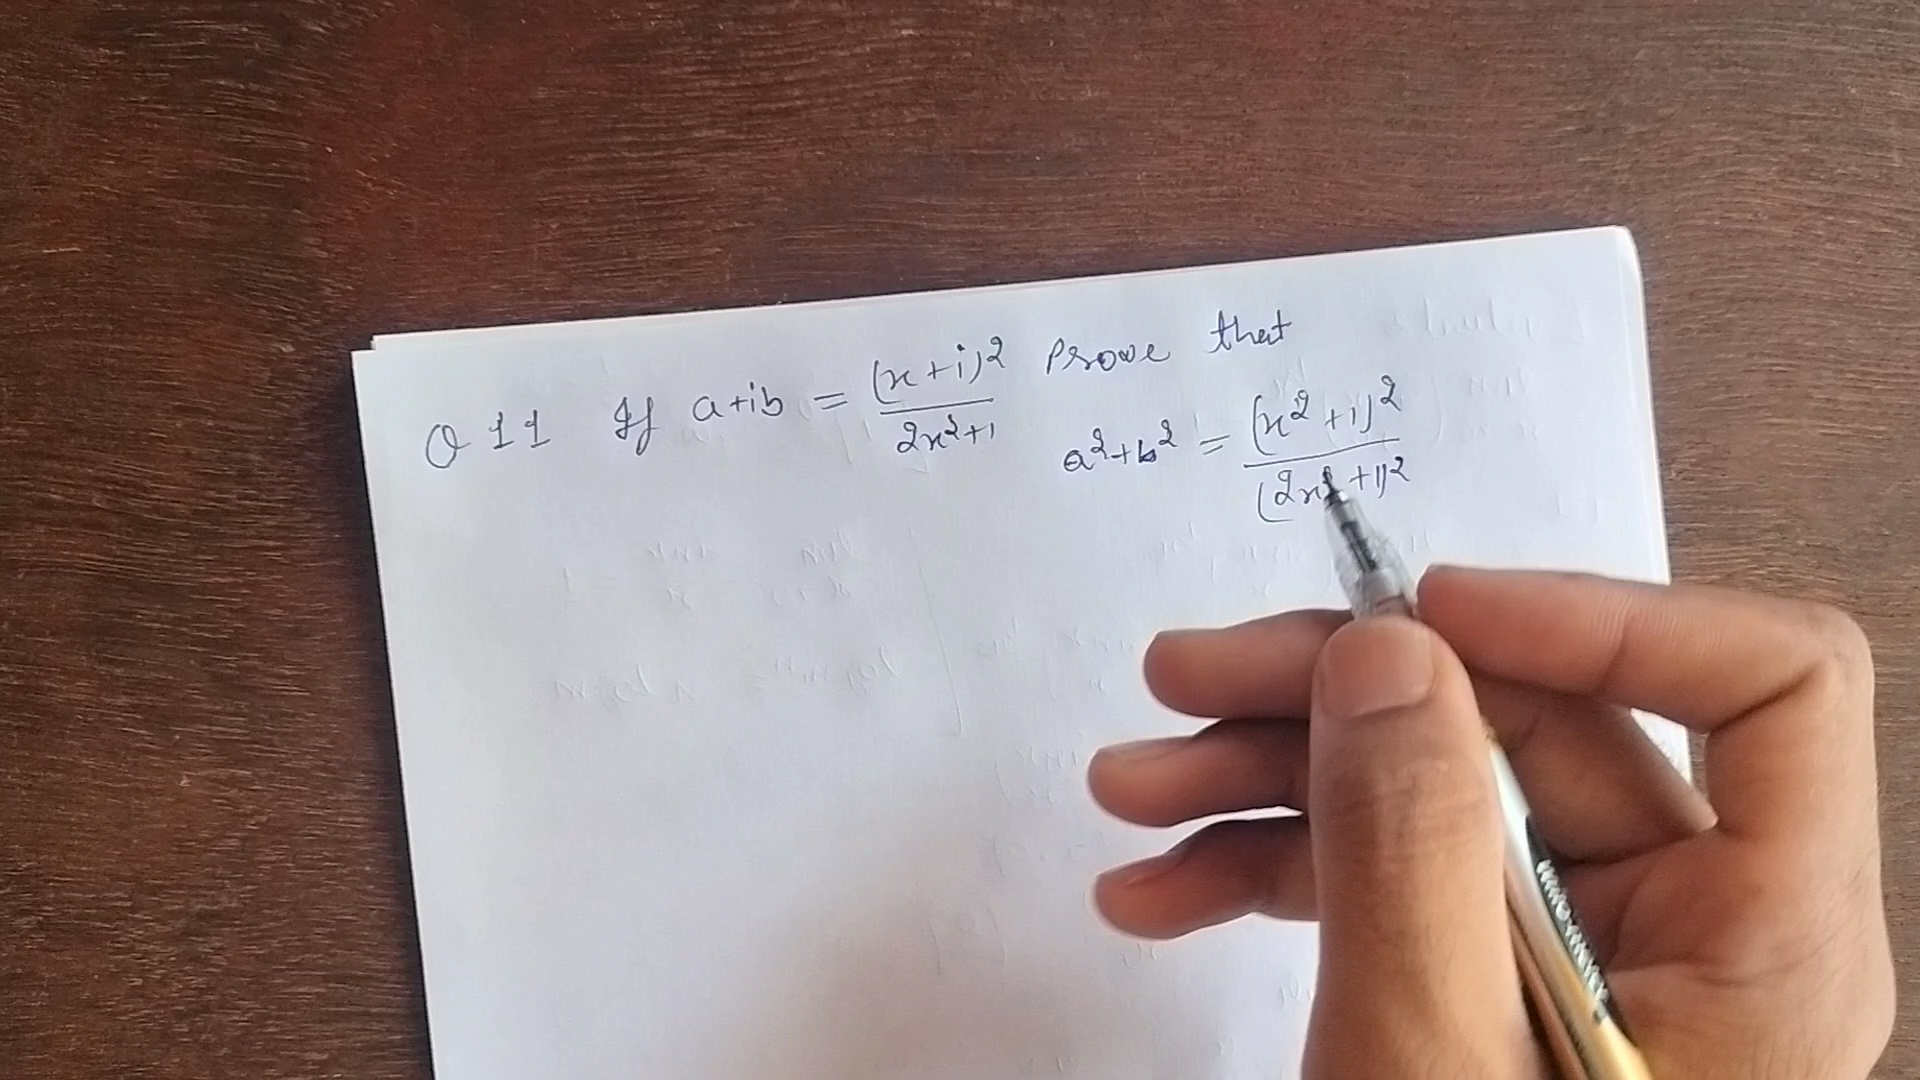 Q 11 If a+ib = (x+i)² / 2x²+1 Prove that
a²+b² = (x²+1)² / (2x²+1)²